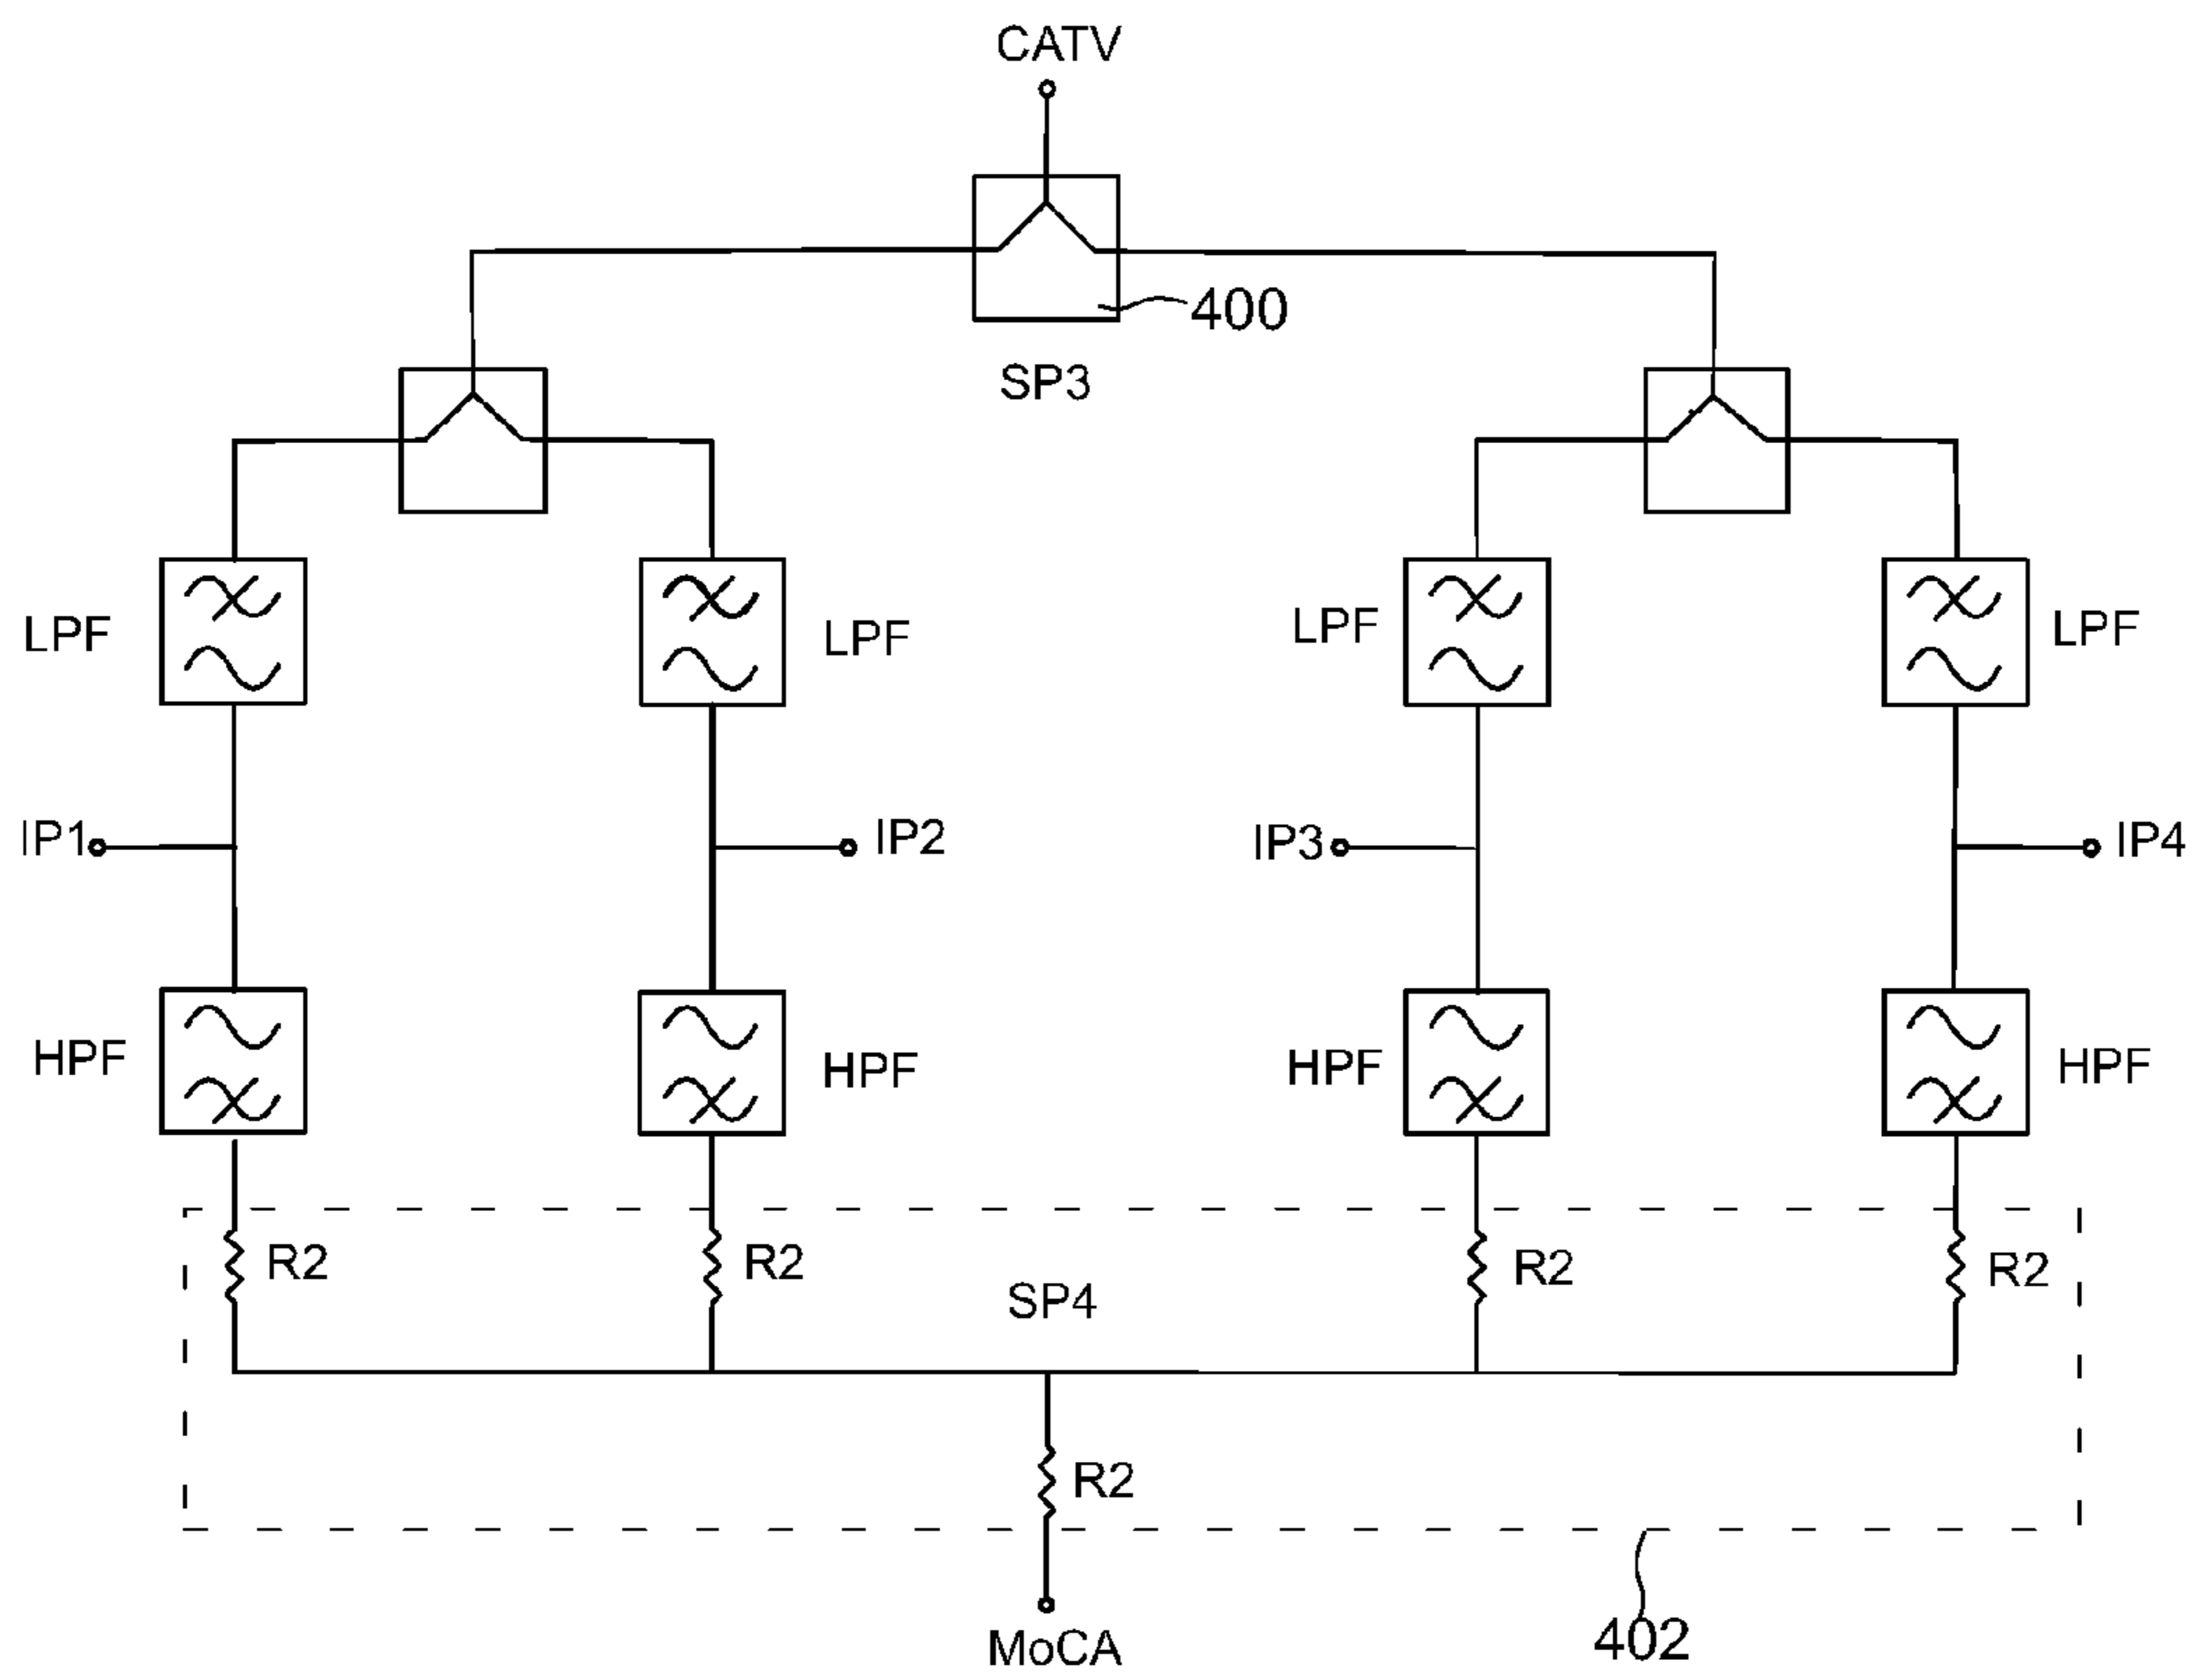 CATV
400
SP3
LPF
LPF
LPF
LPF
IP1
IP2
IP3
IP4
HPF
HPF
HPF
HPF
R2
R2
R2
R2
SP4
R2
402
MoCA